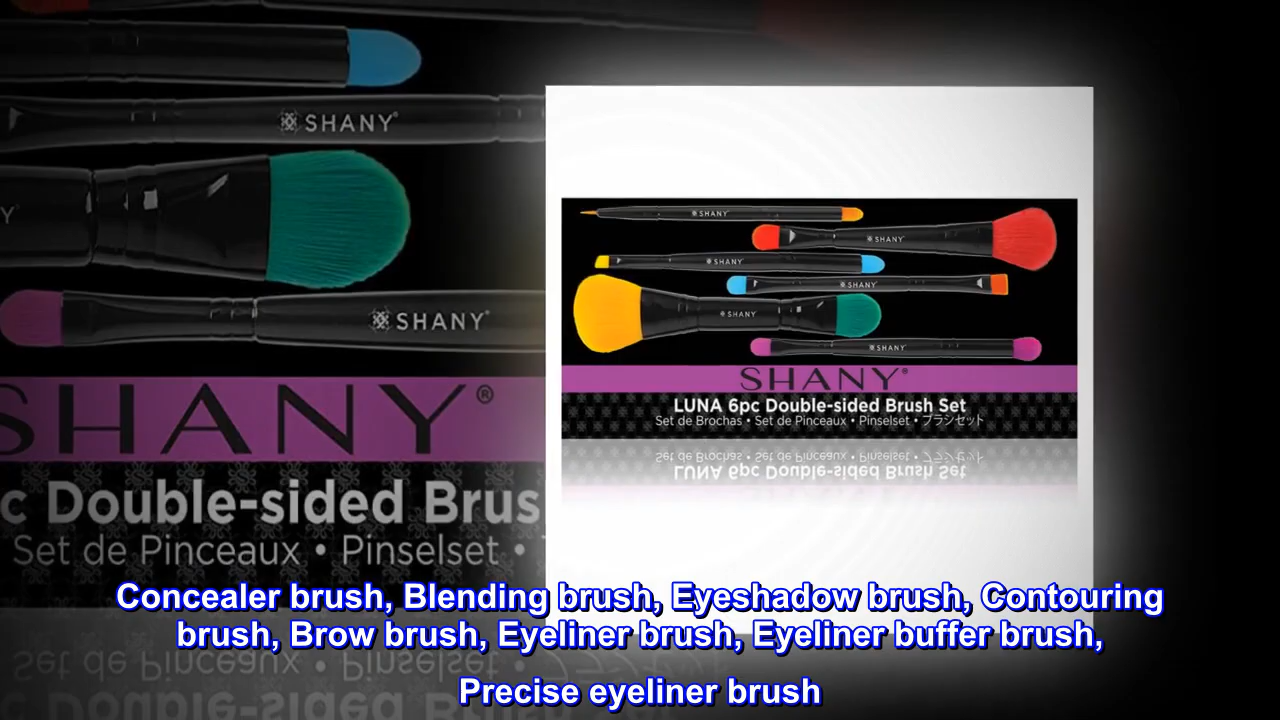 SHANY®
Y®
SHANY®
SHANY®
c Double-sided Brus
Set de Pinceaux • Pinselset •
SHANY
SHANY
SHANY
SHANY
SHANY
SHANY
SHANY®
LUNA 6pc Double-sided Brush Set
Set de Brochas • Set de Pinceaux • Pinselset • ブラシセット
Concealer brush, Blending brush, Eyeshadow brush, Contouring
brush, Brow brush, Eyeliner brush, Eyeliner buffer brush,
Precise eyeliner brush